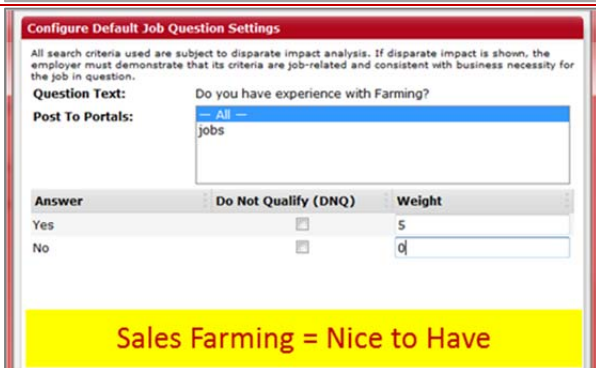 Configure Default Job Question Settings
All search criteria used are subject to disparate impact analysis. If disparate impact is shown, the
employer must demonstrate that its criteria are job-related and consistent with business necessity for
the job in question.
Question Text: Do you have experience with Farming?
Post To Portals: — All —
jobs
Answer Do Not Qualify (DNQ) Weight
Yes 5
No 0
Sales Farming = Nice to Have